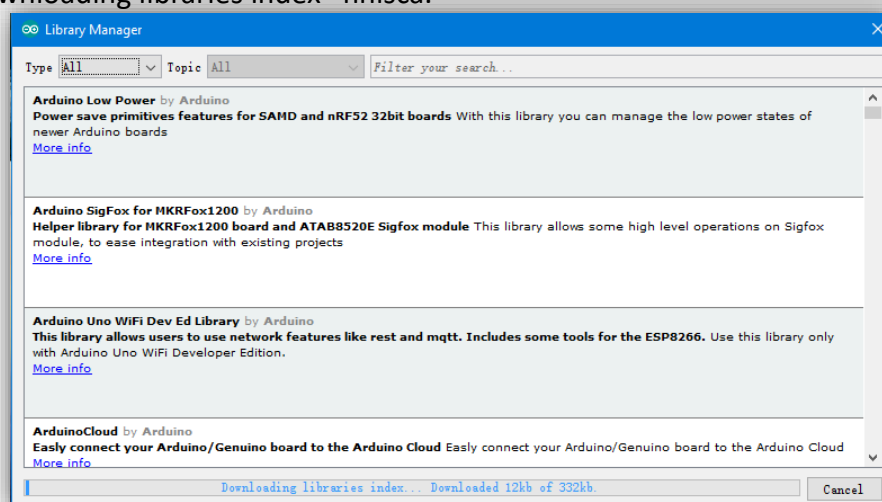 Library Manager
Type All Topic All Filter your search...
Arduino Low Power by Arduino
Power save primitives features for SAMD and nRF52 32bit boards With this library you can manage the low power states of
newer Arduino boards
More info
Arduino SigFox for MKRFox1200 by Arduino
Helper library for MKRFox1200 board and ATAB8520E Sigfox module This library allows some high level operations on Sigfox
module, to ease integration with existing projects
More info
Arduino Uno WiFi Dev Ed Library by Arduino
This library allows users to use network features like rest and mqtt. Includes some tools for the ESP8266. Use this library only
with Arduino Uno WiFi Developer Edition.
More info
ArduinoCloud by Arduino
Easly connect your Arduino/Genuino board to the Arduino Cloud Easly connect your Arduino/Genuino board to the Arduino Cloud
More info
Downloading libraries index... Downloaded 12kb of 332kb.
Cancel